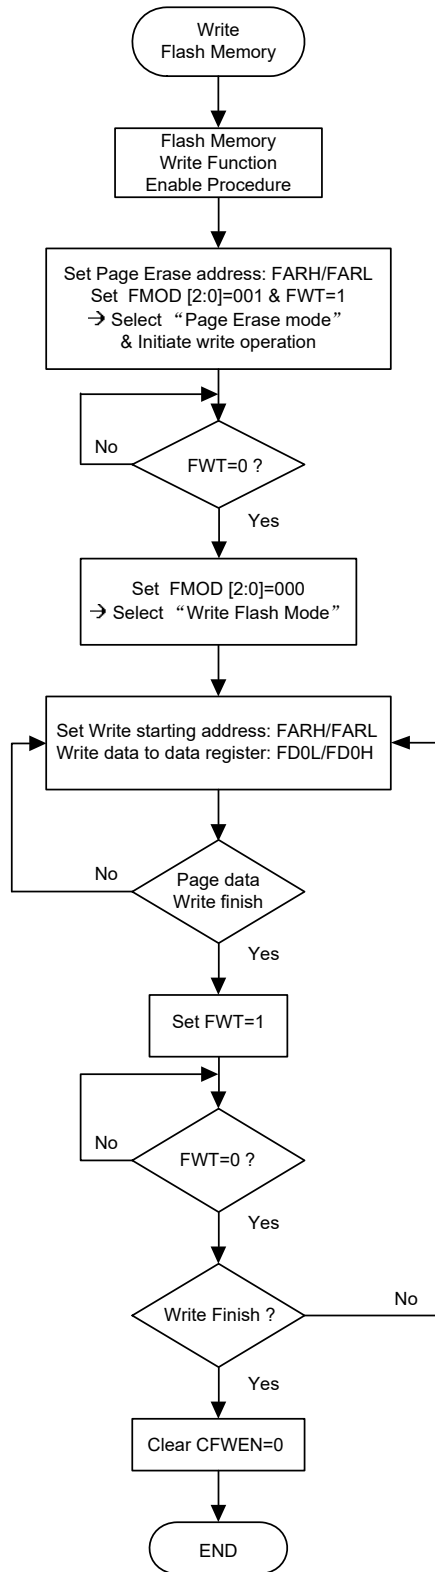 Write
Flash Memory
Flash Memory
Write Function
Enable Procedure
Set Page Erase address: FARH/FARL
Set  FMOD [2:0]=001 & FWT=1
→ Select “Page Erase mode”
& Initiate write operation
No
FWT=0 ?
Yes
Set  FMOD [2:0]=000
→ Select “Write Flash Mode”
Set Write starting address: FARH/FARL
Write data to data register: FD0L/FD0H
No
Page data
Write finish
Yes
Set FWT=1
No
FWT=0 ?
Yes
Write Finish ?
No
Yes
Clear CFWEN=0
END